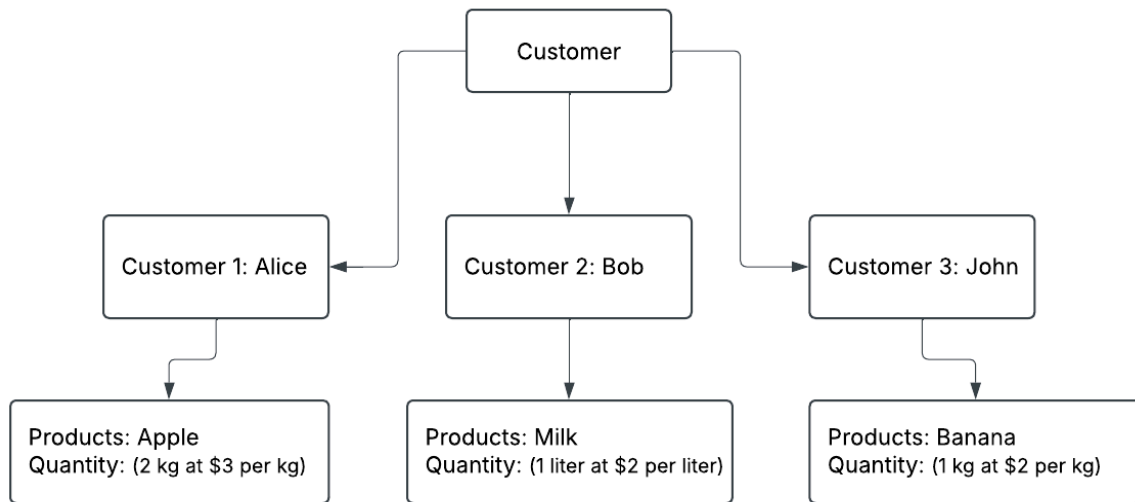 Customer
Customer 1: Alice
Customer 2: Bob
Customer 3: John
Products: Apple
Quantity: (2 kg at $3 per kg)
Products: Milk
Quantity: (1 liter at $2 per liter)
Products: Banana
Quantity: (1 kg at $2 per kg)